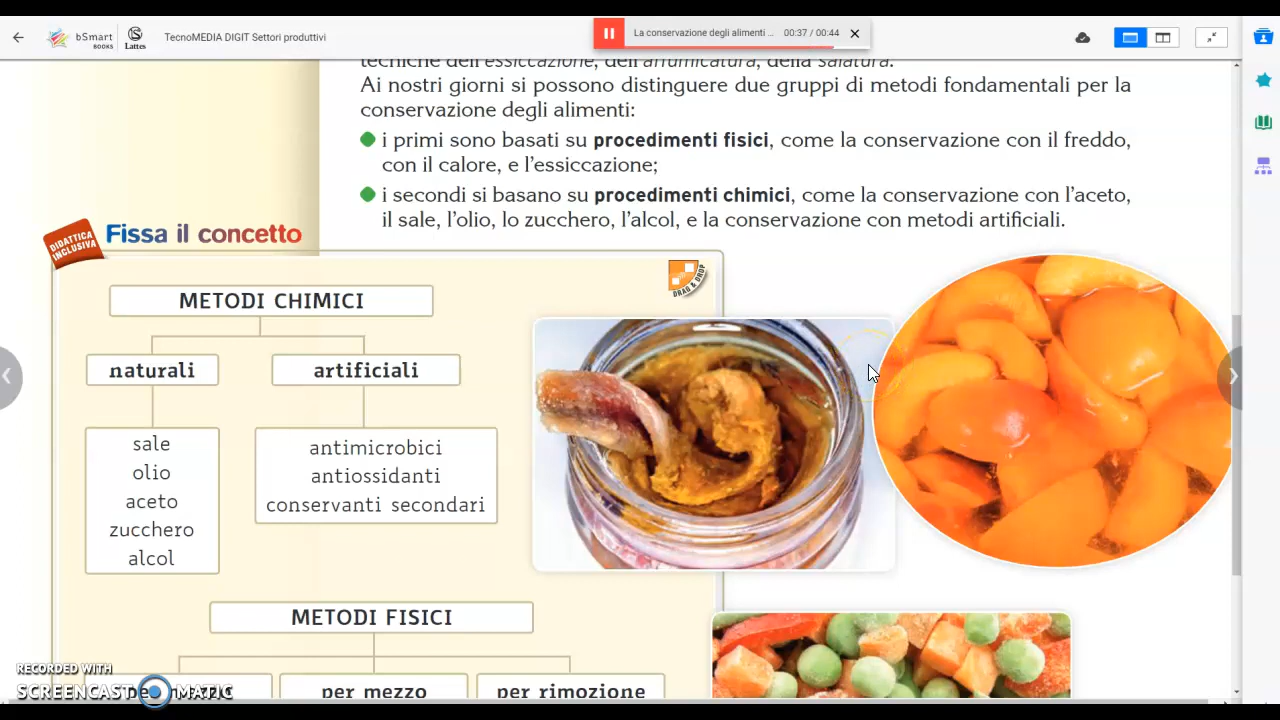 bSmart
BOOKS
Lattes
TecnoMEDIA DIGIT Settori produttivi
La conservazione degli alimenti ...
00:37 / 00:44
tecniche dell'essiccazione, dell'affumicatura, della salatura.
Ai nostri giorni si possono distinguere due gruppi di metodi fondamentali per la
conservazione degli alimenti:
i primi sono basati su procedimenti fisici, come la conservazione con il freddo,
con il calore, e l'essiccazione;
i secondi si basano su procedimenti chimici, come la conservazione con l'aceto,
il sale, l'olio, lo zucchero, l'alcol, e la conservazione con metodi artificiali.
DIDATTICA
INCLUSIVA
Fissa il concetto
DRAG & DROP
METODI CHIMICI
naturali
artificiali
sale
olio
aceto
zucchero
alcol
antimicrobici
antiossidanti
conservanti secondari
METODI FISICI
per mezzo
per rimozione
RECORDED WITH
SCREENCAST MATIC